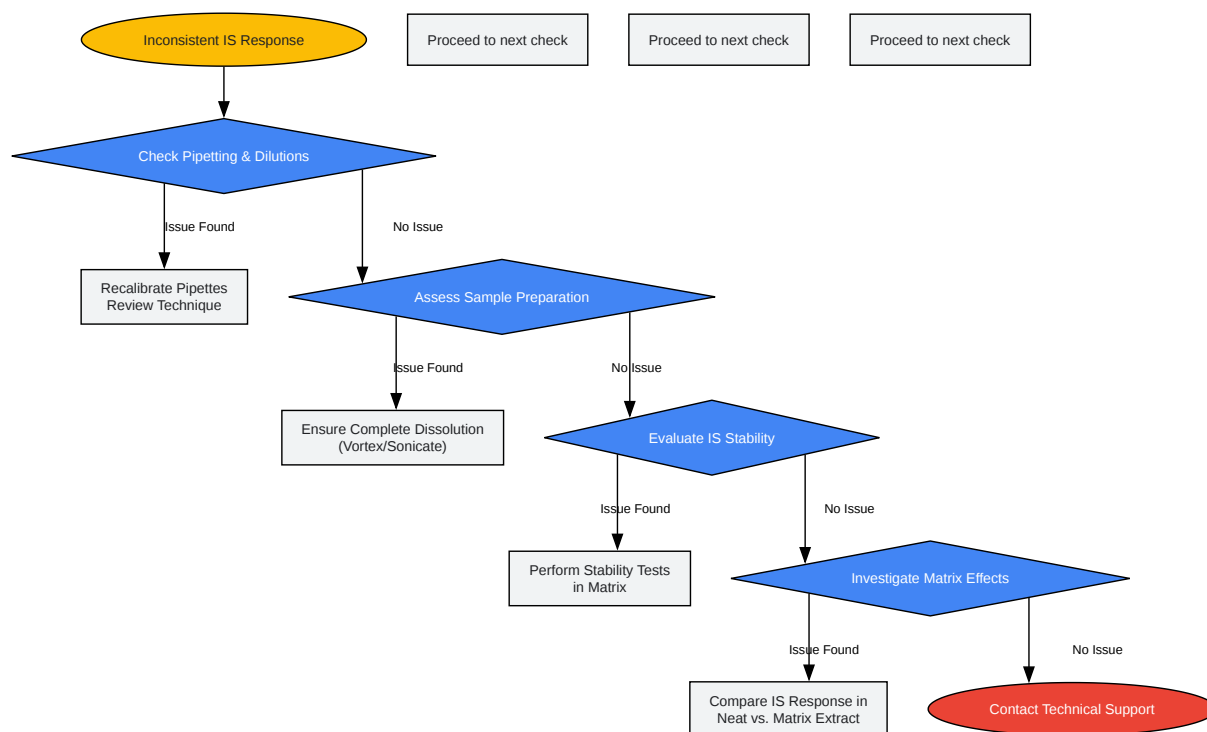 Inconsistent IS Response
Proceed to next check
Proceed to next check
Proceed to next check
Check Pipetting & Dilutions
Issue Found
No Issue
Recalibrate Pipettes
Review Technique
Assess Sample Preparation
Issue Found
No Issue
Ensure Complete Dissolution
(Vortex/Sonicate)
Evaluate IS Stability
Issue Found
No Issue
Perform Stability Tests
in Matrix
Investigate Matrix Effects
Issue Found
No Issue
Compare IS Response in
Neat vs. Matrix Extract
Contact Technical Support